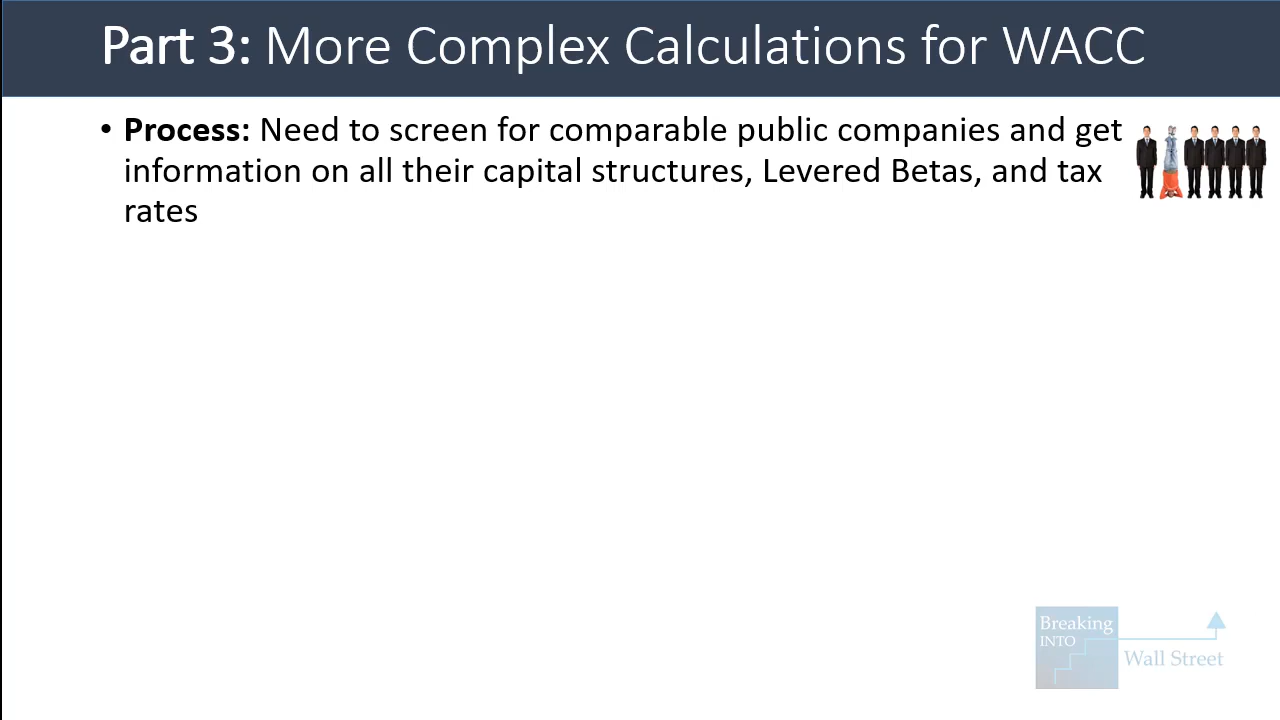 Part 3: More Complex Calculations for WACC
• Process: Need to screen for comparable public companies and get
information on all their capital structures, Levered Betas, and tax
rates
Breaking
INTO
Wall Street